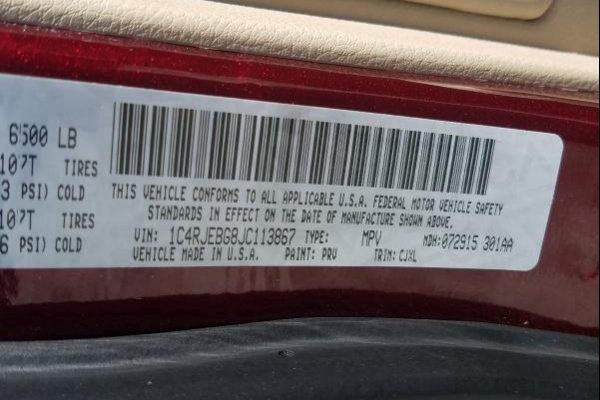 6500 LB
107T TIRES
3 PSI) COLD
107T TIRES
6 PSI) COLD
THIS VEHICLE CONFORMS TO ALL APPLICABLE U.S.A. FEDERAL MOTOR VEHICLE SAFETY
STANDARDS IN EFFECT ON THE DATE OF MANUFACTURE SHOWN ABOVE.
VIN: 1C4RJEBG8JC113867 TYPE: MPV MDH: 072915 301AA
VEHICLE MADE IN U.S.A. PAINT: PRV TRIM: CJXL